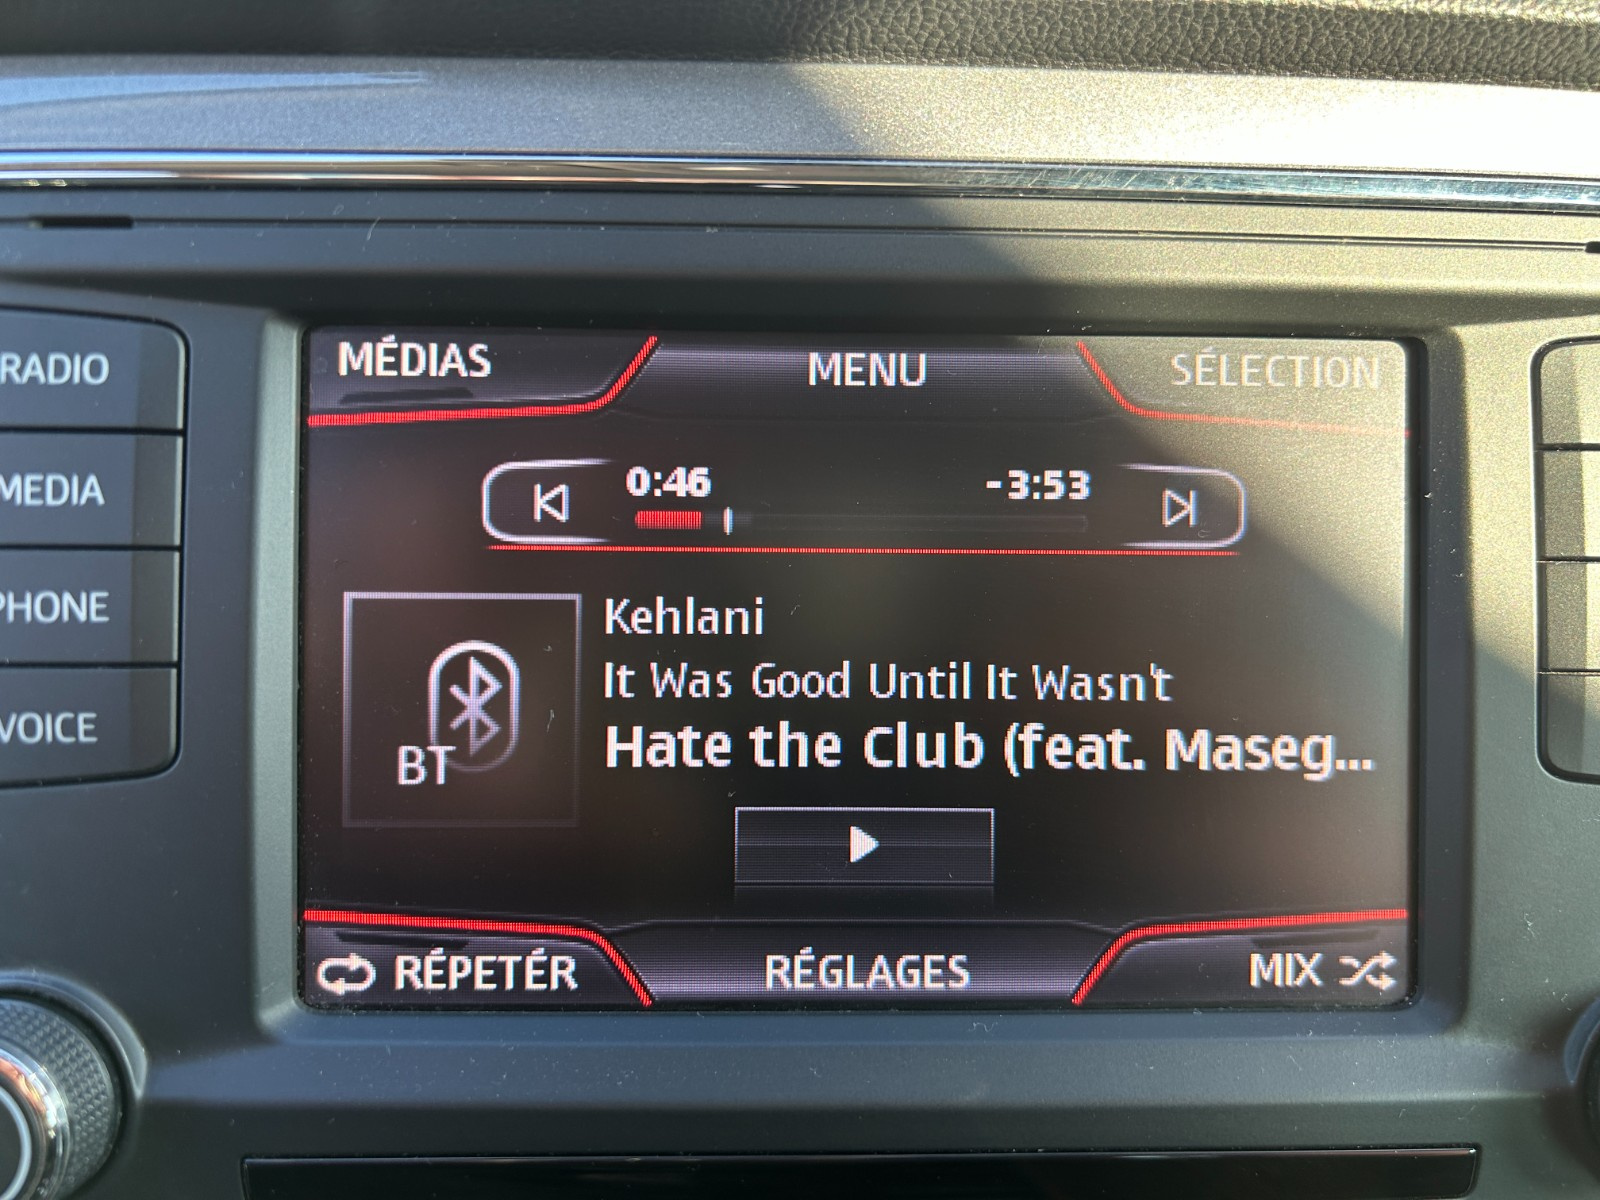 RADIO
MEDIA
PHONE
VOICE
MÉDIAS
MENU
SÉLECTION
0:46
-3:53
Kehlani
It Was Good Until It Wasn't
Hate the Club (feat. Maseg...
BT
RÉPETÉR
RÉGLAGES
MIX